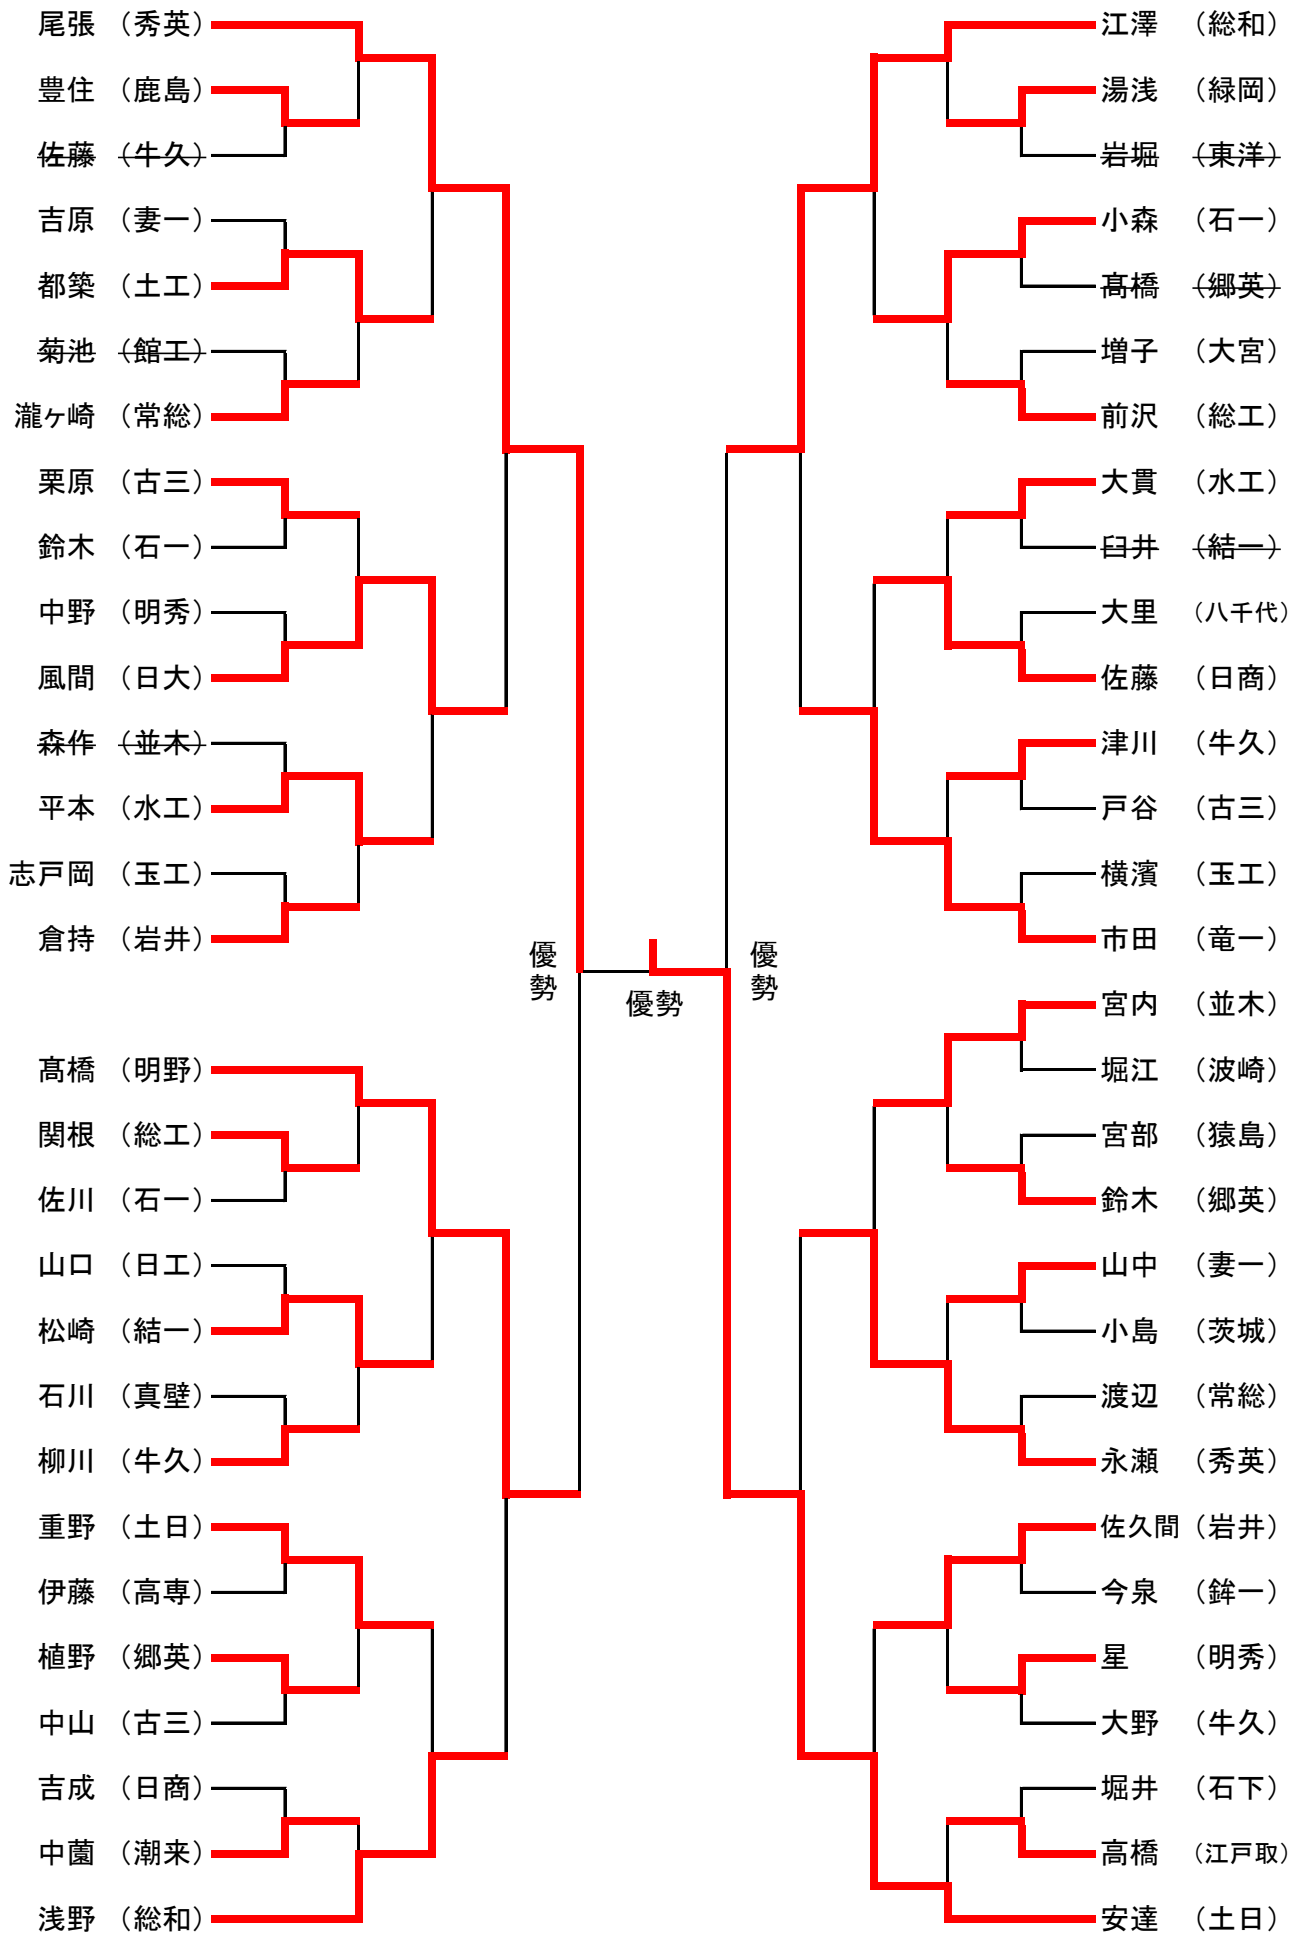 尾張 （秀英）
豊住 （鹿島）
佐藤 （牛久）
吉原 （妻一）
都築 （土工）
菊池 （館工）
瀧ヶ崎 （常総）
栗原 （古三）
鈴木 （石一）
中野 （明秀）
風間 （日大）
森作 （並木）
平本 （水工）
志戸岡 （玉工）
倉持 （岩井）
髙橋 （明野）
関根 （総工）
佐川 （石一）
山口 （日工）
松崎 （結一）
石川 （真壁）
柳川 （牛久）
重野 （土日）
伊藤 （高専）
植野 （郷英）
中山 （古三）
吉成 （日商）
中薗 （潮来）
浅野 （総和）
優勢
優勢
優勢
江澤 （総和）
湯浅 （緑岡）
岩堀 （東洋）
小森 （石一）
髙橋 （郷英）
増子 （大宮）
前沢 （総工）
大貫 （水工）
臼井 （結一）
大里 （八千代）
佐藤 （日商）
津川 （牛久）
戸谷 （古三）
横濱 （玉工）
市田 （竜一）
宮内 （並木）
堀江 （波崎）
宮部 （猿島）
鈴木 （郷英）
山中 （妻一）
小島 （茨城）
渡辺 （常総）
永瀬 （秀英）
佐久間 （岩井）
今泉 （鉾一）
星 （明秀）
大野 （牛久）
堀井 （石下）
高橋 （江戸取）
安達 （土日）